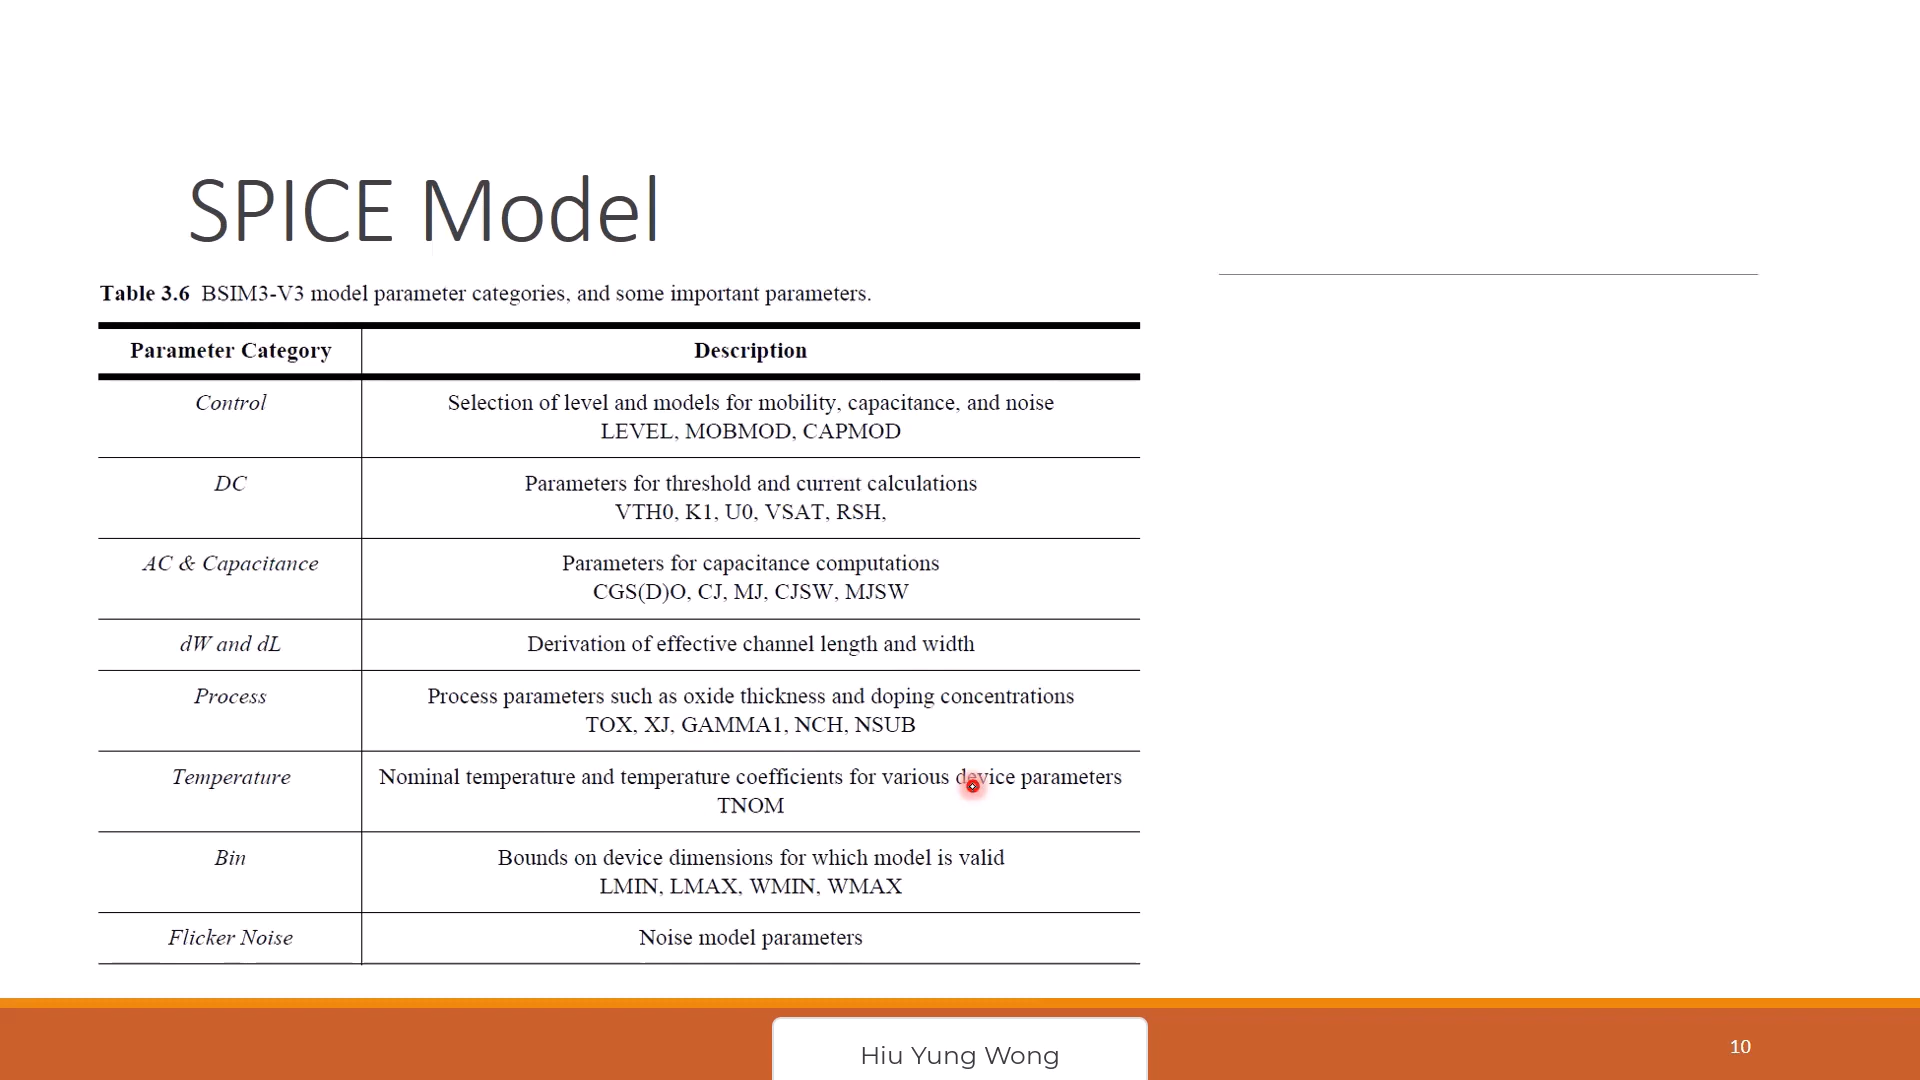 SPICE Model
Table 3.6 BSIM3-V3 model parameter categories, and some important parameters.
Parameter Category Description
Control Selection of level and models for mobility, capacitance, and noise
LEVEL, MOBMOD, CAPMOD
DC Parameters for threshold and current calculations
VTH0, K1, U0, VSAT, RSH,
AC & Capacitance Parameters for capacitance computations
CGS(D)O, CJ, MJ, CJSW, MJSW
dW and dL Derivation of effective channel length and width
Process Process parameters such as oxide thickness and doping concentrations
TOX, XJ, GAMMA1, NCH, NSUB
Temperature Nominal temperature and temperature coefficients for various device parameters
TNOM
Bin Bounds on device dimensions for which model is valid
LMIN, LMAX, WMIN, WMAX
Flicker Noise Noise model parameters
Hiu Yung Wong
10